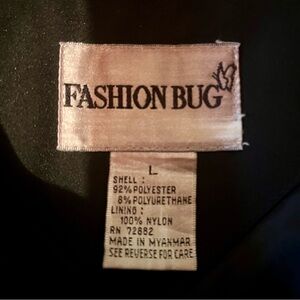 FASHION BUG
L
SHELL :
92% POLYESTER
8% POLYURETHANE
LINING :
100% NYLON
RN 72882
MADE IN MYANMAR
SEE REVERSE FOR CARE